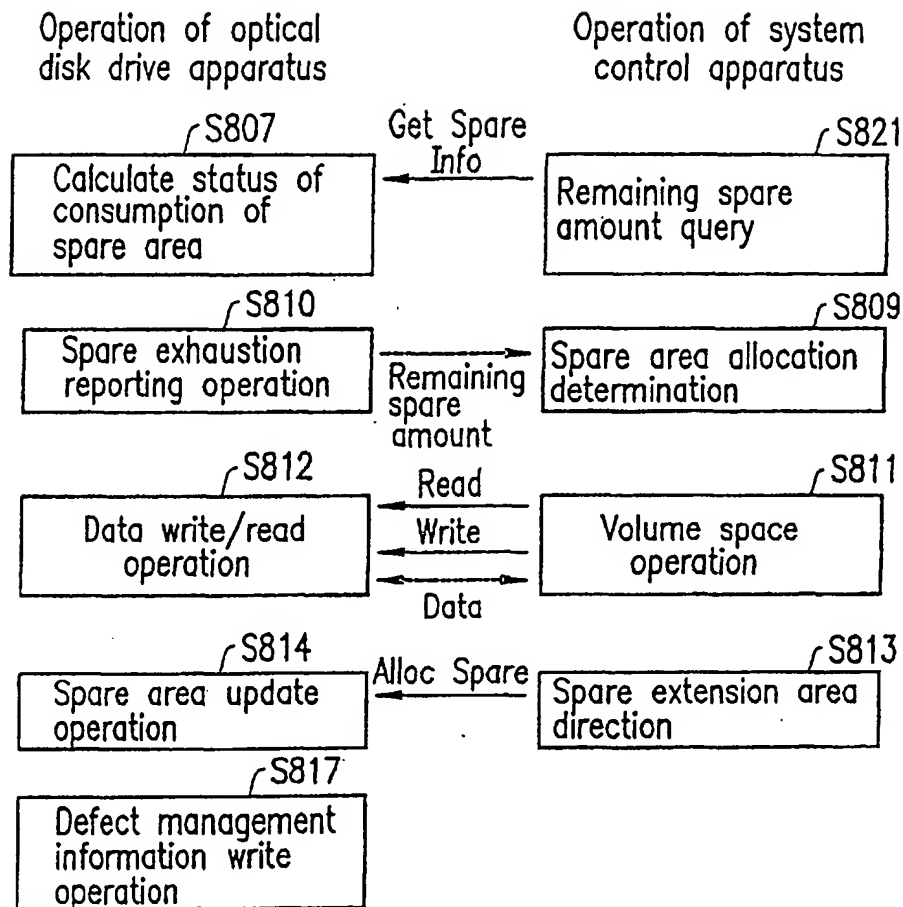 Operation of optical
disk drive apparatus
Operation of system
control apparatus
S807
Get Spare
Info
S821
Calculate status of
consumption of
spare area
Remaining spare
amount query
S810
S809
Spare exhaustion
reporting operation
Remaining
spare
amount
Spare area allocation
determination
S812
Read
S811
Data write/read
operation
Write
Data
Volume space
operation
S814
Alloc Spare
S813
Spare area update
operation
Spare extension area
direction
S817
Defect management
information write
operation